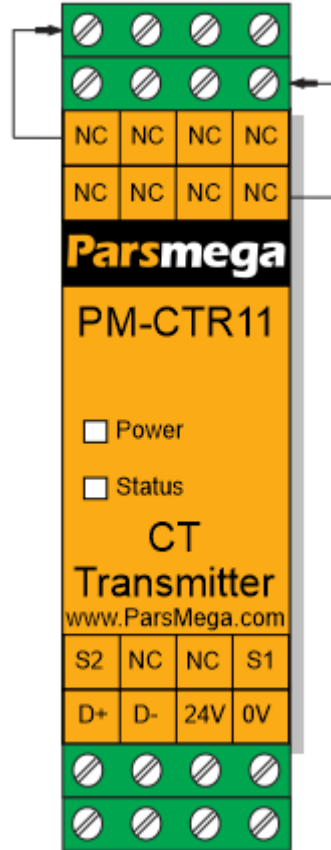 NC NC NC NC
NC NC NC NC
Parsmega
PM-CTR11
Power
Status
CT
Transmitter
www.ParsMega.com
S2 NC NC S1
D+ D- 24V 0V